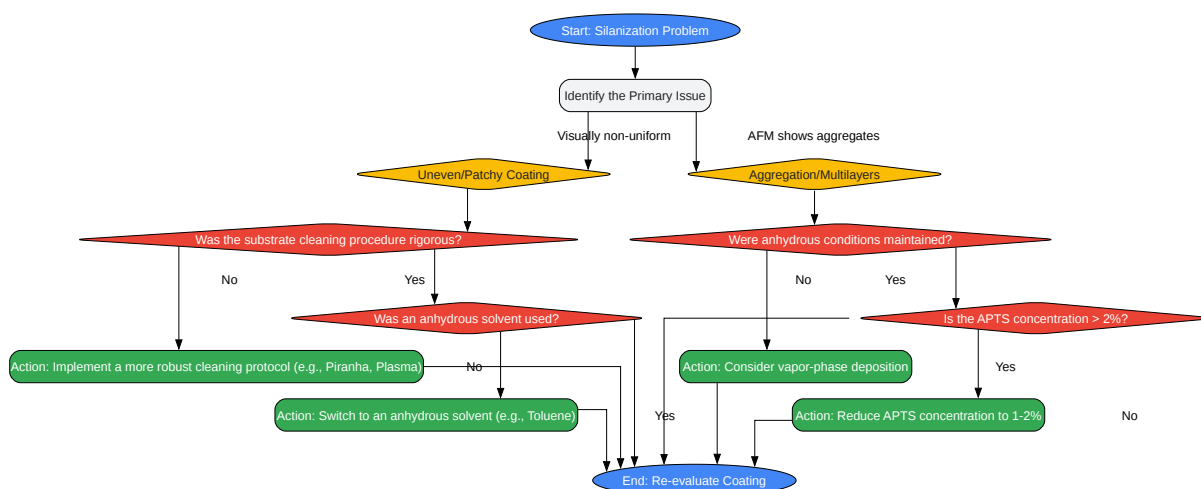 Start: Silanization Problem
Identify the Primary Issue
Visually non-uniform
AFM shows aggregates
Uneven/Patchy Coating
Aggregation/Multilayers
Was the substrate cleaning procedure rigorous?
Were anhydrous conditions maintained?
No
Yes
No
Yes
Was an anhydrous solvent used?
Is the APTS concentration > 2%?
Action: Implement a more robust cleaning protocol (e.g., Piranha, Plasma)
No
Action: Consider vapor-phase deposition
Yes
Action: Switch to an anhydrous solvent (e.g., Toluene)
Yes
Action: Reduce APTS concentration to 1-2%
No
End: Re-evaluate Coating